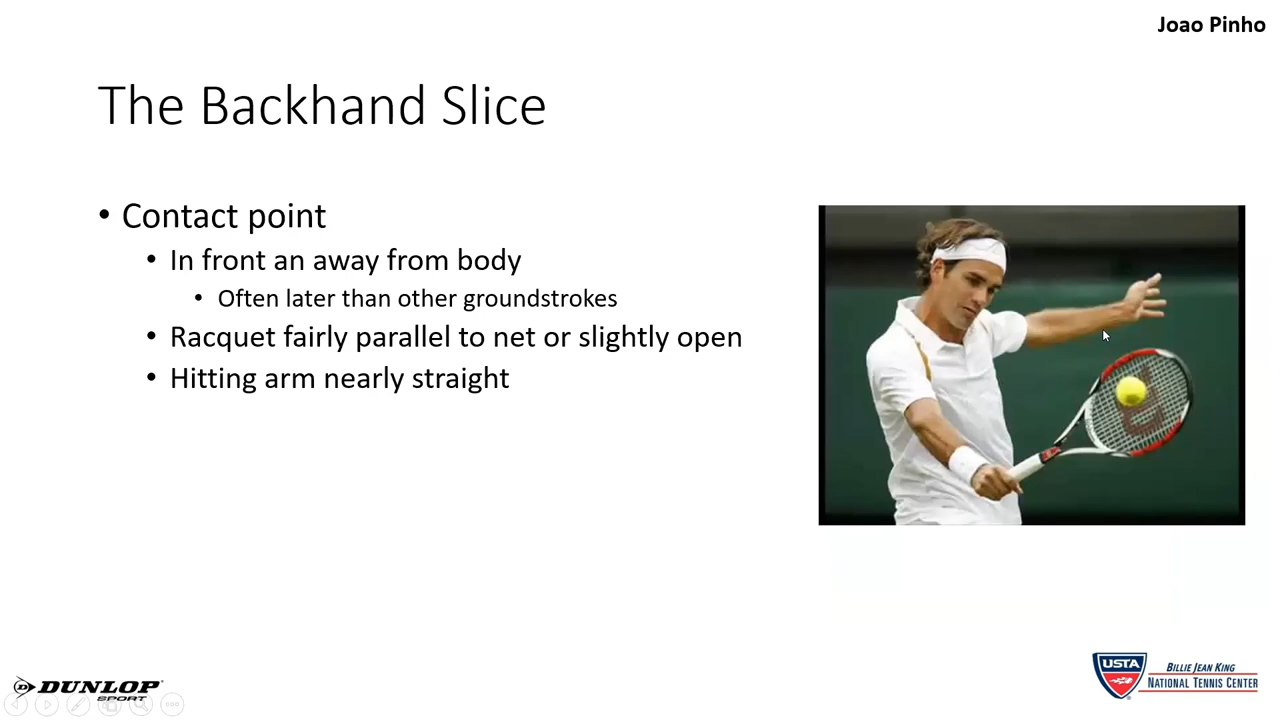 Joao Pinho
The Backhand Slice
• Contact point
• In front an away from body
• Often later than other groundstrokes
• Racquet fairly parallel to net or slightly open
• Hitting arm nearly straight
DUNLOP
SPORT
USTA
BILLIE JEAN KING
NATIONAL TENNIS CENTER